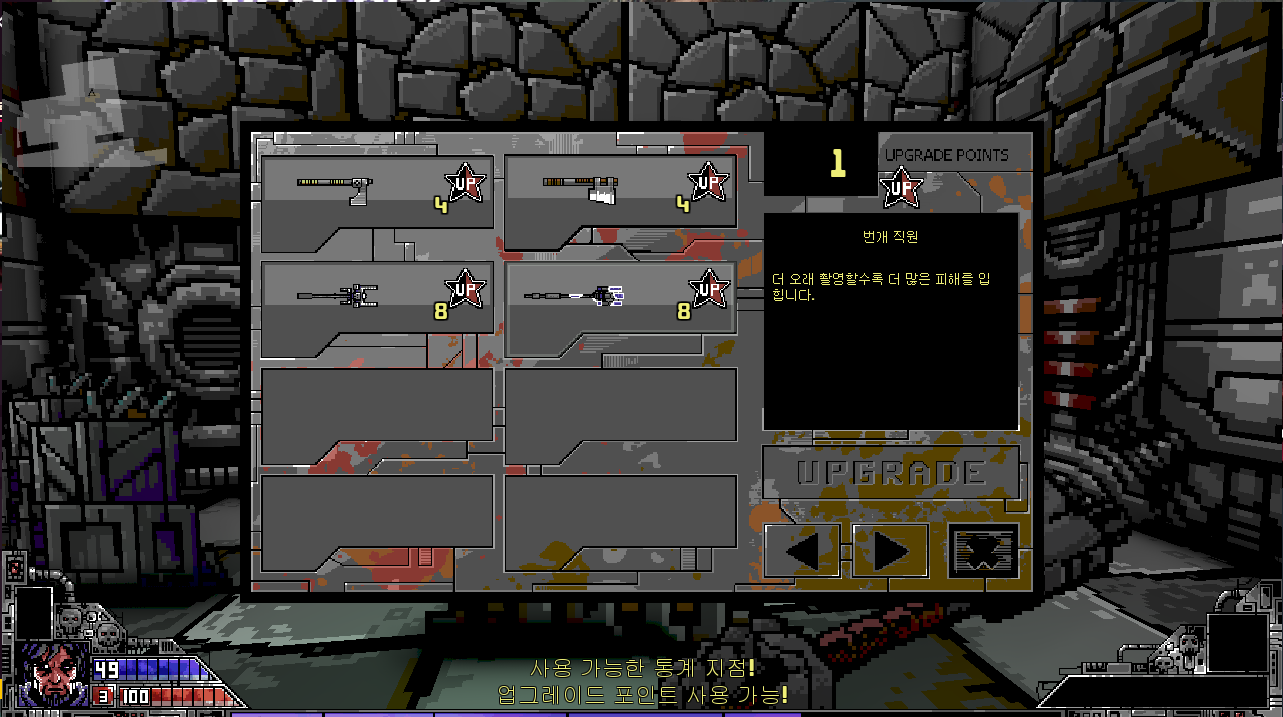 1
UPGRADE POINTS
UP
UP
4
UP
4
번개 직원
더 오래 촬영할수록 더 많은 피해를 입
힙니다.
UP
8
UP
8
UPGRADE
49
3 100
사용 가능한 통계 지점!
업그레이드 포인트 사용 가능!